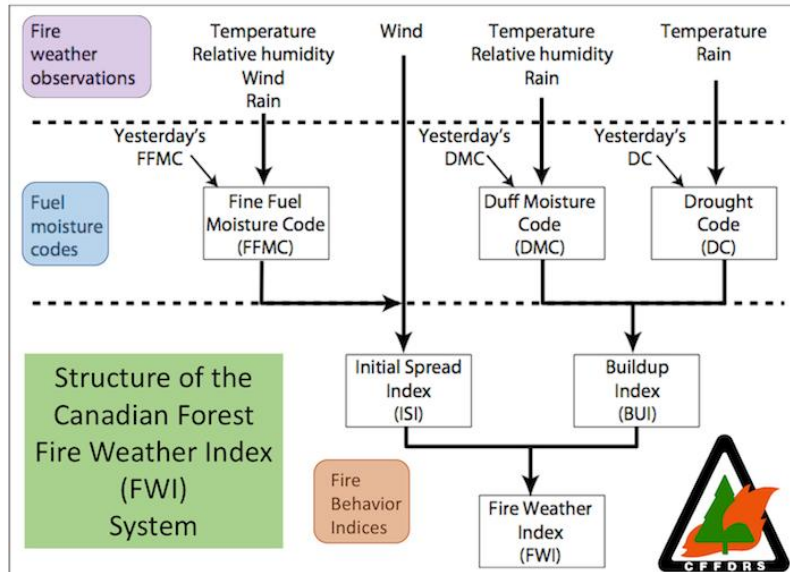 Fire
weather
observations
Temperature
Relative humidity
Wind
Rain
Wind
Temperature
Relative humidity
Rain
Temperature
Rain
Yesterday's
FFMC
Yesterday's
DMC
Yesterday's
DC
Fuel
moisture
codes
Fine Fuel
Moisture Code
(FFMC)
Duff Moisture
Code
(DMC)
Drought
Code
(DC)
Initial Spread
Index
(ISI)
Buildup
Index
(BUI)
Structure of the
Canadian Forest
Fire Weather Index
(FWI)
System
Fire
Behavior
Indices
Fire Weather
Index
(FWI)
CFFDRS